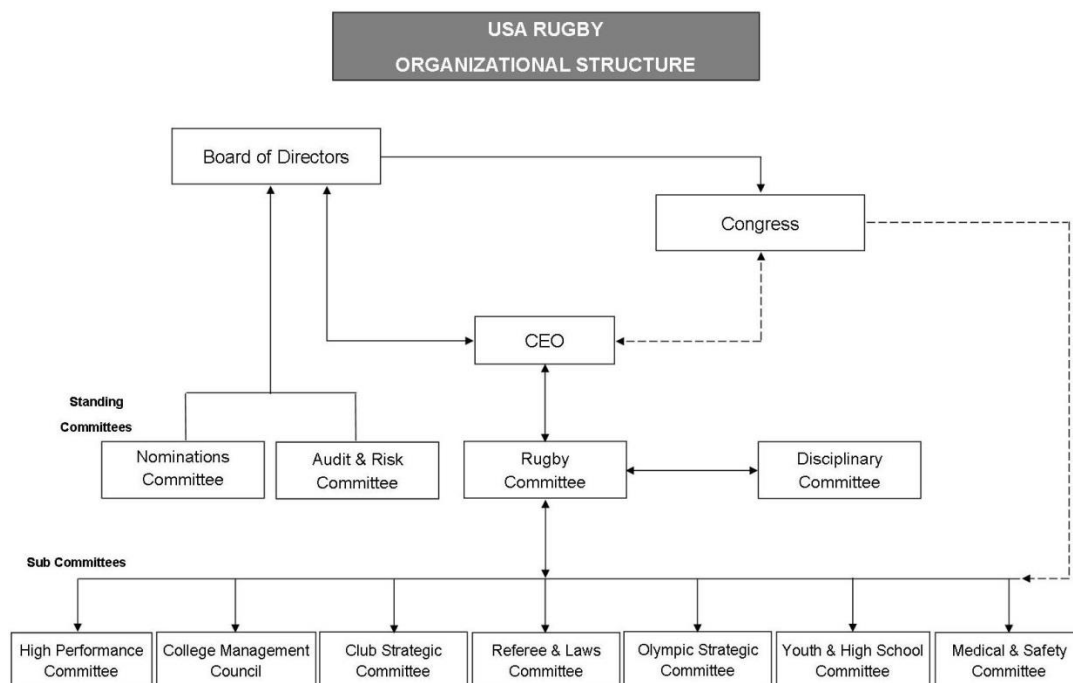 USA RUGBY
ORGANIZATIONAL STRUCTURE
Board of Directors
Congress
CEO
Standing
Committees
Nominations
Committee
Audit & Risk
Committee
Rugby
Committee
Disciplinary
Committee
Sub Committees
High Performance
Committee
College Management
Council
Club Strategic
Committee
Referee & Laws
Committee
Olympic Strategic
Committee
Youth & High School
Committee
Medical & Safety
Committee